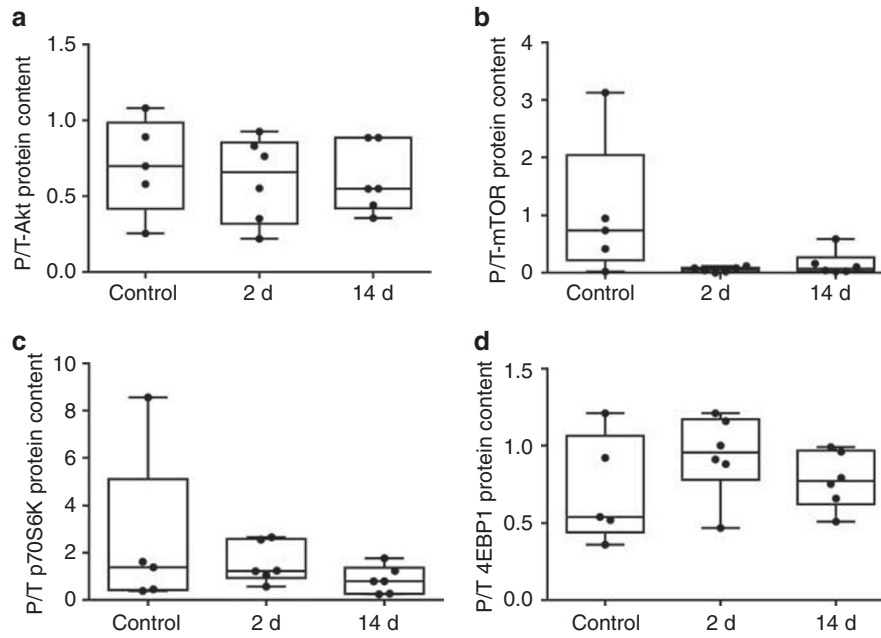 a
P/T-Akt protein content
1.5
1.0
0.5
0.0
Control 2 d 14 d
b
P/T-mTOR protein content
4
3
2
1
0
Control 2 d 14 d
c
P/T p70S6K protein content
10
8
6
4
2
0
Control 2 d 14 d
d
P/T 4EBP1 protein content
1.5
1.0
0.5
0.0
Control 2 d 14 d